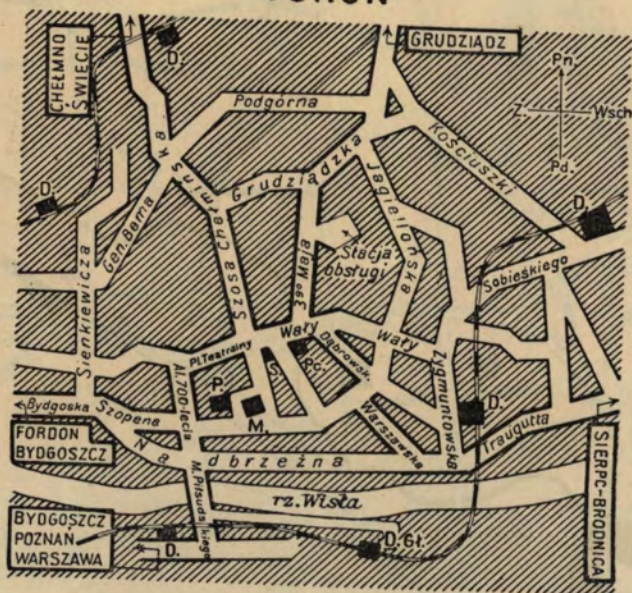 CHEŁMNO
ŚWIECIE
D.
GRUDZIĄDZ
Pn.
Z.
Wsch
Pd.
Podgórna
Kościuszki
Grudziądzka
Szosa Chełmińska
Jagiellońska
D.
D.
Gen. Bema
Sienkiewicza
3go Maja
Stacja
obsługi
Sobieskiego
Pl. Teatralny
Wały
Dąbrowsk.
Wały
Zygmuntowska
Al. 700-lecia
P.
M.
S.
D.
Bydgoska
Szopena
Warszawska
Traugutta
FORDON
BYDGOSZCZ
Nadbrzeżna
SIERPC-BRODNICA
rz. Wisła
M. Piłsudskiego
BYDGOSZCZ
POZNAŃ
WARSZAWA
D.
D. Gł.